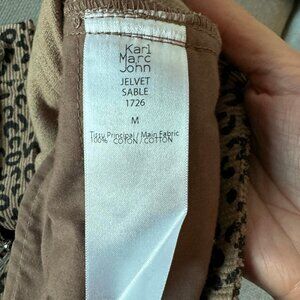 Karl
Marc
John
JELVET
SABLE
1726
M
Tissu Principal / Main Fabric
100% COTON / COTTON